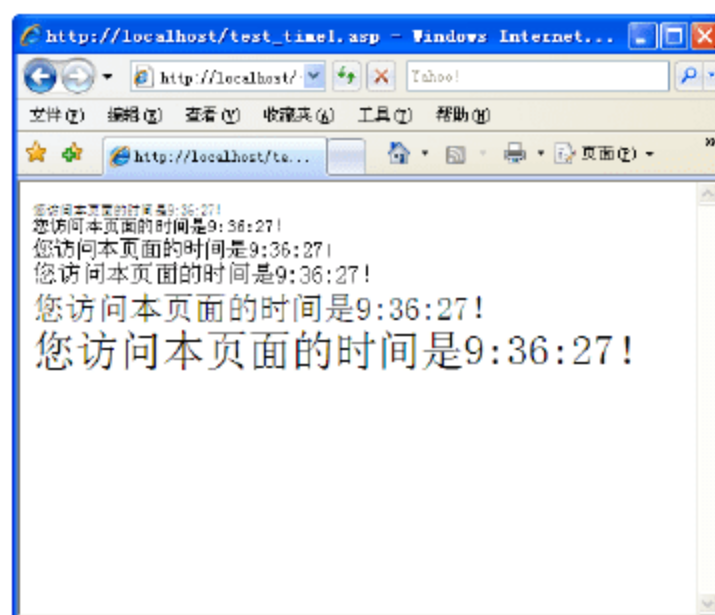 http://localhost/test_time1.asp - Windows Internet...
http://localhost/ Yahoo!
文件(F) 编辑(E) 查看(V) 收藏夹(A) 工具(T) 帮助(H)
http://localhost/te... 页面(P)
您访问本页面的时间是9:36:27!
您访问本页面的时间是9:36:27!
您访问本页面的时间是9:36:27!
您访问本页面的时间是9:36:27!
您访问本页面的时间是9:36:27!
您访问本页面的时间是9:36:27!